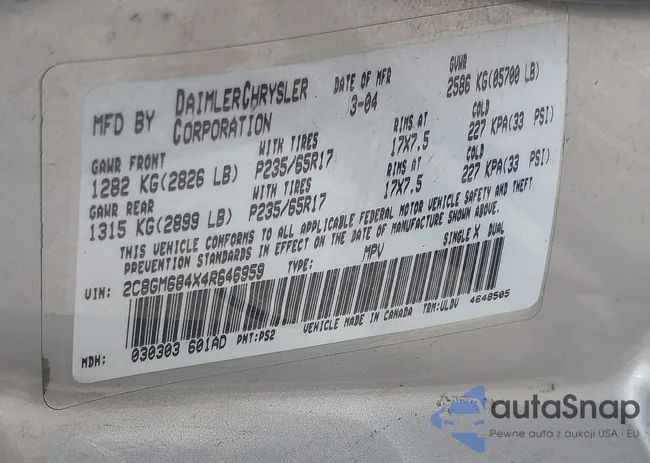 MFD BY DAIMLERCHRYSLER CORPORATION
DATE OF MFR 3-04
GVWR 2586 KG(05700 LB)
GAWR FRONT WITH TIRES RIMS AT COLD
1282 KG(2826 LB) P235/65R17 17X7.5 227 KPA(33 PSI)
GAWR REAR WITH TIRES RIMS AT COLD
1315 KG(2899 LB) P235/65R17 17X7.5 227 KPA(33 PSI)
THIS VEHICLE CONFORMS TO ALL APPLICABLE FEDERAL MOTOR VEHICLE SAFETY AND THEFT
PREVENTION STANDARDS IN EFFECT ON THE DATE OF MANUFACTURE SHOWN ABOVE.
VIN: 2C8GM684X4R646959 TYPE: MPV SINGLE X DUAL
MDH: 030303 601AD PNT:PS2 VEHICLE MADE IN CANADA TRM:ULDV 4648505
autaSnap
Pewne auta z aukcji USA i EU